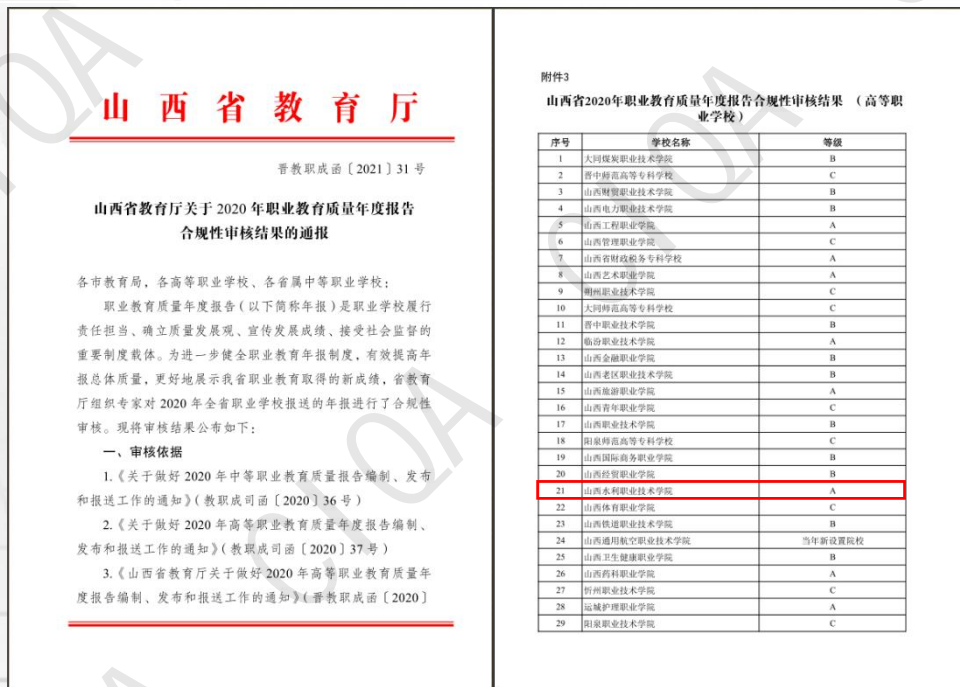 山西省教育厅
晋教职成函〔2021〕31 号
山西省教育厅关于 2020 年职业教育质量年度报告
合规性审核结果的通报
各市教育局，各高等职业学校、各省属中等职业学校：
职业教育质量年度报告（以下简称年报）是职业学校履行
责任担当、确立质量发展观、宣传发展成绩、接受社会监督的
重要制度载体。为进一步健全职业教育年报制度，有效提高年
报总体质量，更好地展示我省职业教育取得的新成绩，省教育
厅组织专家对 2020 年全省职业学校报送的年报进行了合规性
审核。现将审核结果公布如下：
一、审核依据
1.《关于做好 2020 年中等职业教育质量报告编制、发布
和报送工作的通知》（教职成司函〔2020〕36 号）
2.《关于做好 2020 年高等职业教育质量年度报告编制、
发布和报送工作的通知》（教职成司函〔2020〕37 号）
3.《山西省教育厅关于做好 2020 年高等职业教育质量年
度报告编制、发布和报送工作的通知》（晋教职成函〔2020〕
附件3
山西省2020年职业教育质量年度报告合规性审核结果 （高等职
业学校）
序号 学校名称 等级
1 大同煤炭职业技术学院 B
2 晋中师范高等专科学校 C
3 山西财贸职业技术学院 B
4 山西电力职业技术学院 B
5 山西工程职业学院 A
6 山西管理职业学院 C
7 山西省财政税务专科学校 A
8 山西艺术职业学院 A
9 朔州职业技术学院 C
10 大同师范高等专科学校 C
11 晋中职业技术学院 B
12 临汾职业技术学院 A
13 山西金融职业学院 B
14 山西老区职业技术学院 B
15 山西旅游职业学院 A
16 山西青年职业学院 C
17 山西职业技术学院 B
18 阳泉师范高等专科学校 C
19 山西国际商务职业学院 B
20 山西经贸职业学院 B
21 山西水利职业技术学院 A
22 山西体育职业学院 C
23 山西铁道职业技术学院 B
24 山西通用航空职业技术学院 当年新设置院校
25 山西卫生健康职业学院 B
26 山西药科职业学院 A
27 忻州职业技术学院 C
28 运城护理职业学院 A
29 阳泉职业技术学院 C